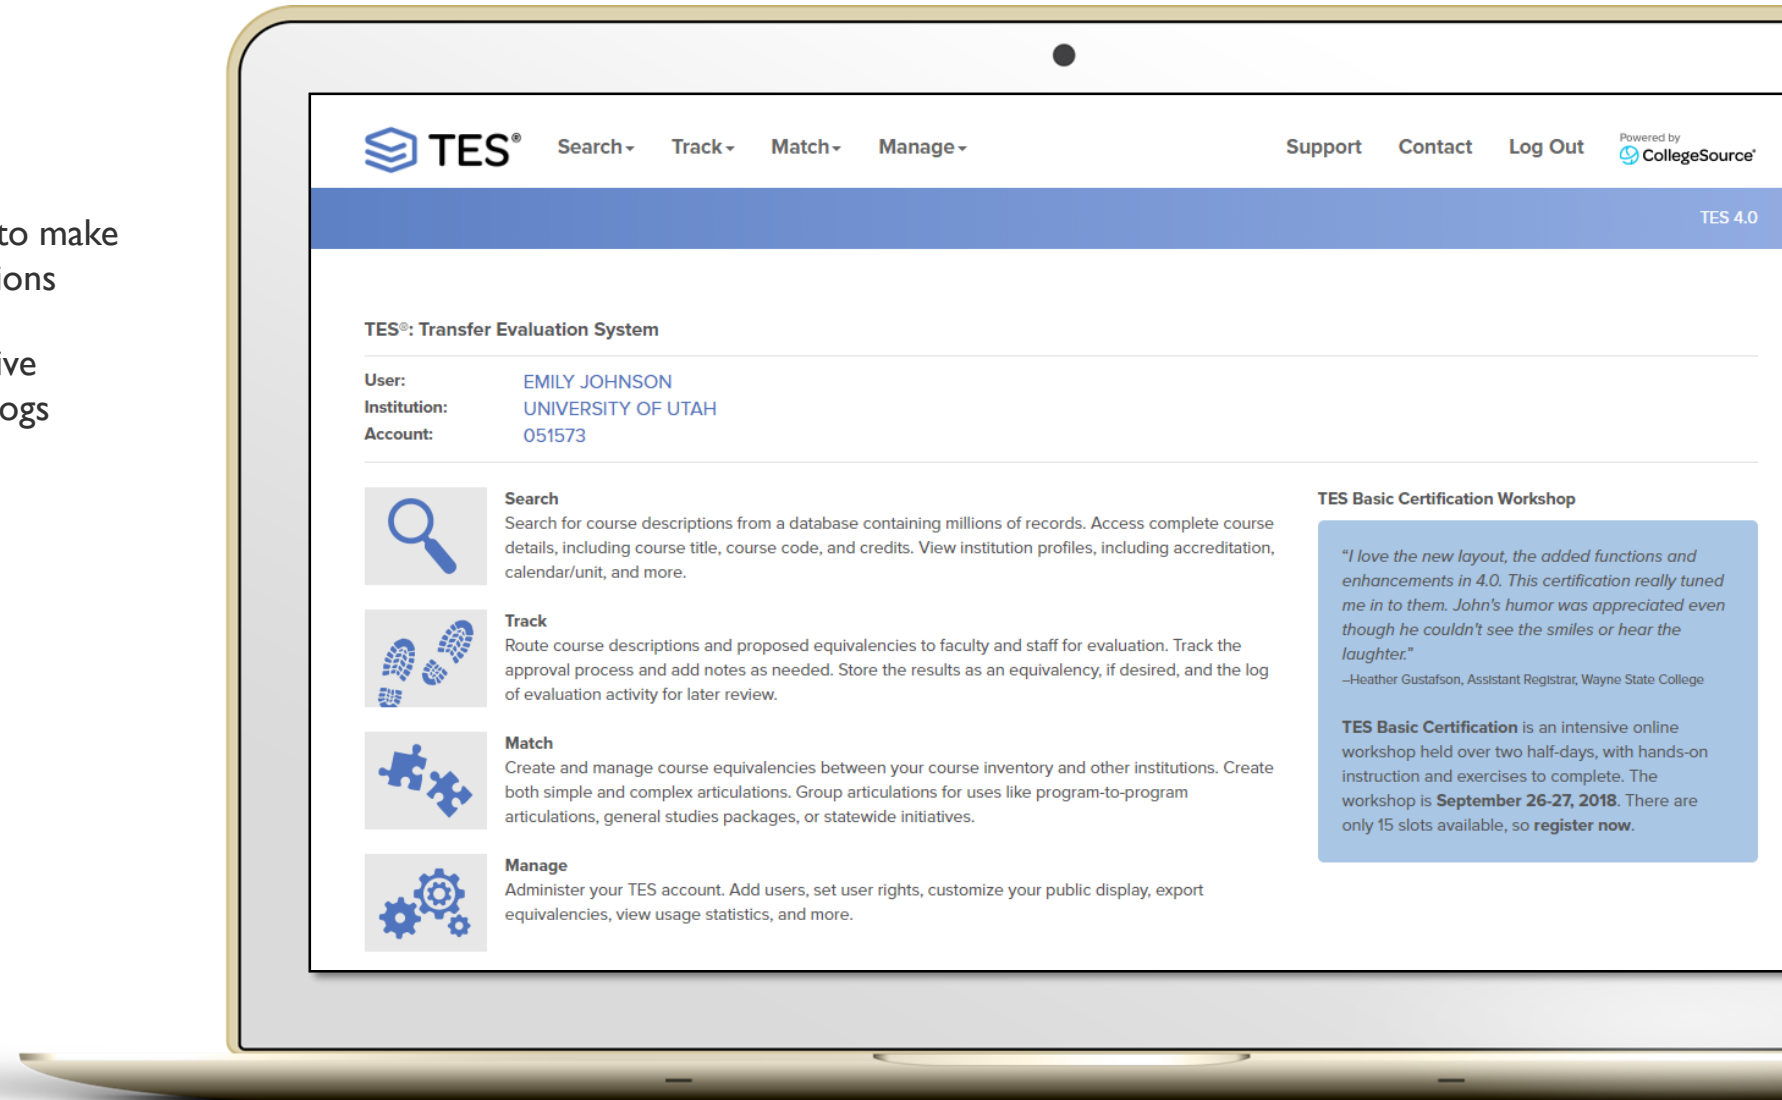 to make
ions
ive
ogs
TES®
Search
Track
Match
Manage
Support
Contact
Log Out
Powered by
CollegeSource®
TES 4.0
TES®: Transfer Evaluation System
User: EMILY JOHNSON
Institution: UNIVERSITY OF UTAH
Account: 051573
Search
Search for course descriptions from a database containing millions of records. Access complete course
details, including course title, course code, and credits. View institution profiles, including accreditation,
calendar/unit, and more.
Track
Route course descriptions and proposed equivalencies to faculty and staff for evaluation. Track the
approval process and add notes as needed. Store the results as an equivalency, if desired, and the log
of evaluation activity for later review.
Match
Create and manage course equivalencies between your course inventory and other institutions. Create
both simple and complex articulations. Group articulations for uses like program-to-program
articulations, general studies packages, or statewide initiatives.
Manage
Administer your TES account. Add users, set user rights, customize your public display, export
equivalencies, view usage statistics, and more.
TES Basic Certification Workshop
"I love the new layout, the added functions and
enhancements in 4.0. This certification really tuned
me in to them. John's humor was appreciated even
though he couldn't see the smiles or hear the
laughter."
–Heather Gustafson, Assistant Registrar, Wayne State College
TES Basic Certification is an intensive online
workshop held over two half-days, with hands-on
instruction and exercises to complete. The
workshop is September 26-27, 2018. There are
only 15 slots available, so register now.